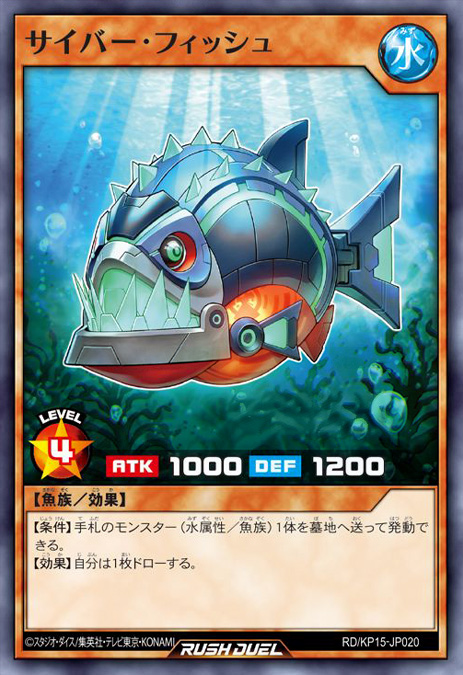 サイバー・フィッシュ
水
みず
LEVEL
4
ATK 1000 DEF 1200
【魚族／効果】
【条件】手札のモンスター（水属性／魚族）1体を墓地へ送って発動で
きる。
【効果】自分は1枚ドローする。
©スタジオ・ダイス/集英社・テレビ東京・KONAMI
RUSH DUEL
RD/KP15-JP020